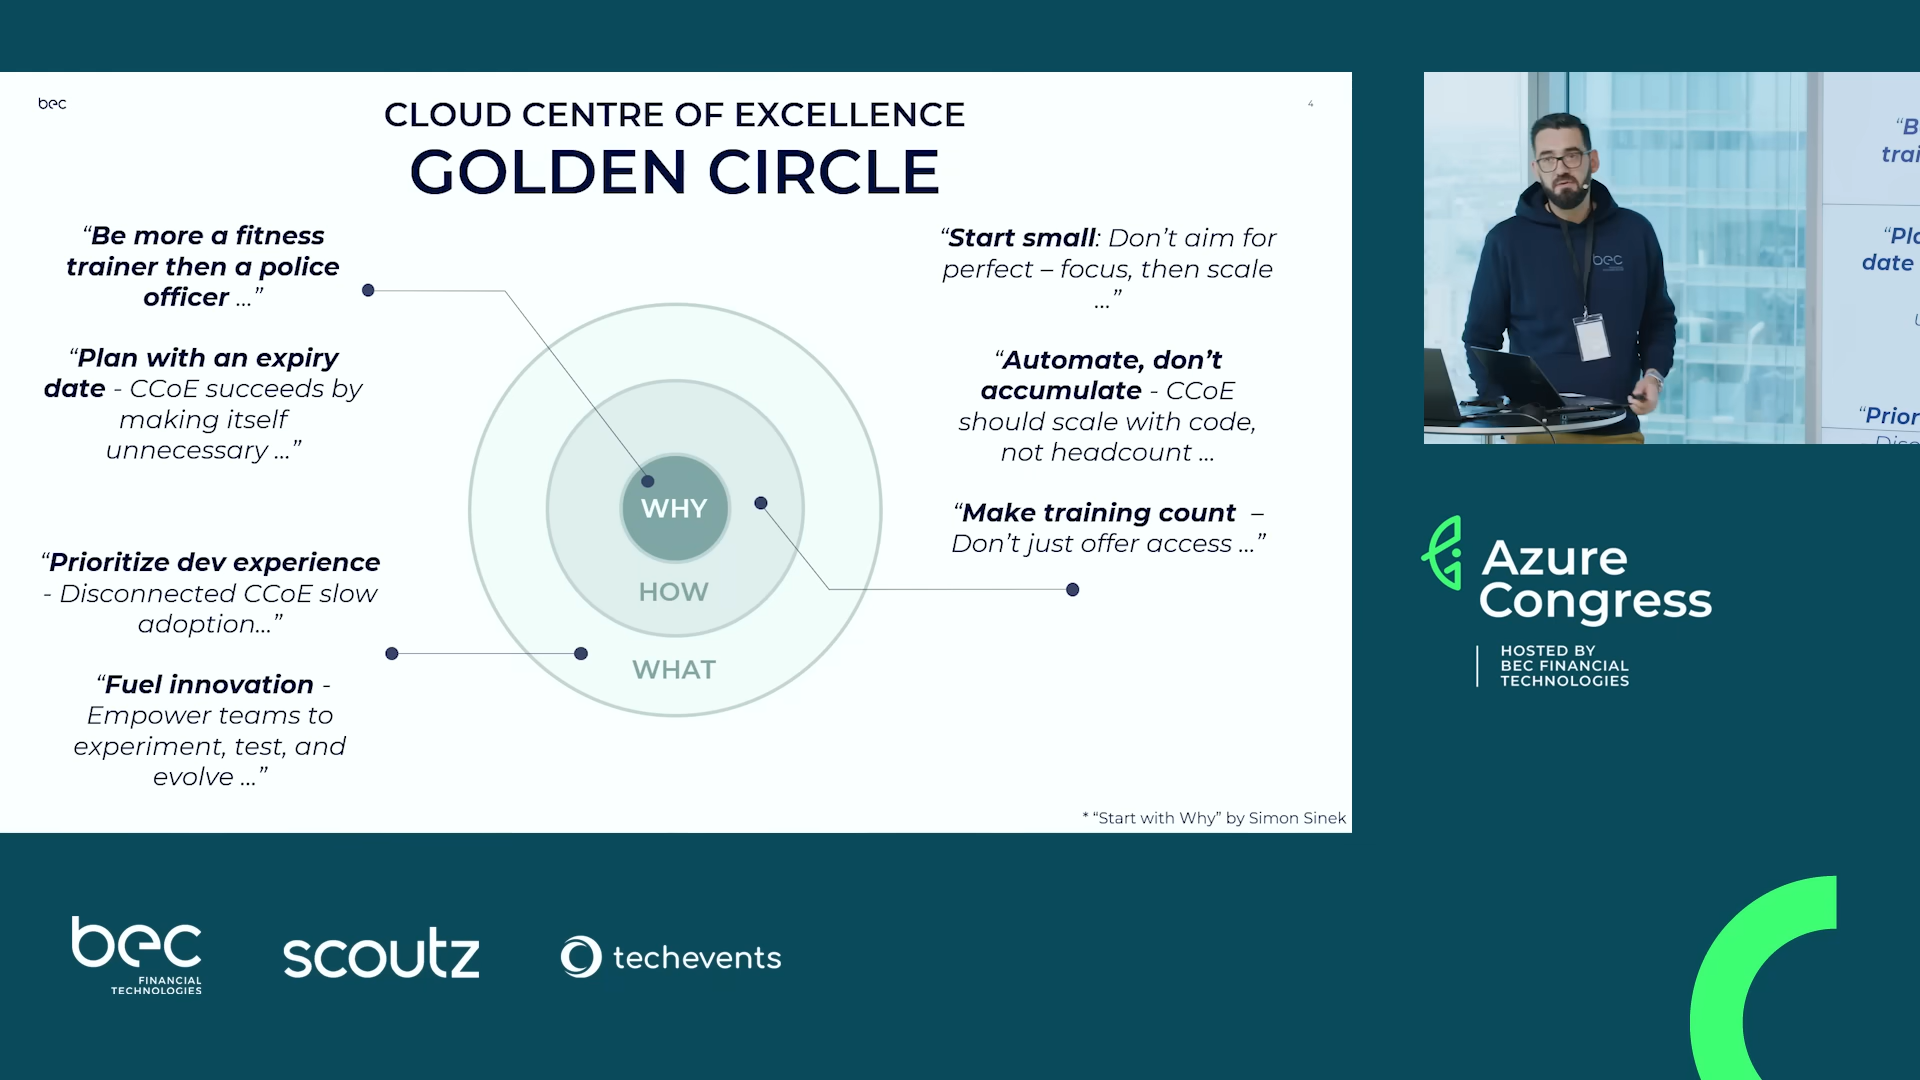 bec
4
CLOUD CENTRE OF EXCELLENCE
GOLDEN CIRCLE
“Be more a fitness
trainer then a police
officer ...”
“Plan with an expiry
date - CCoE succeeds by
making itself
unnecessary ...”
“Prioritize dev experience
- Disconnected CCoE slow
adoption...”
“Fuel innovation -
Empower teams to
experiment, test, and
evolve ...”
WHY
HOW
WHAT
“Start small: Don’t aim for
perfect – focus, then scale
...”
“Automate, don’t
accumulate - CCoE
should scale with code,
not headcount ...
“Make training count –
Don’t just offer access ...”
* “Start with Why” by Simon Sinek
bec
“Pl
date
“Prior
Azure
Congress
HOSTED BY
BEC FINANCIAL
TECHNOLOGIES
bec
FINANCIAL
TECHNOLOGIES
scoutz
techevents